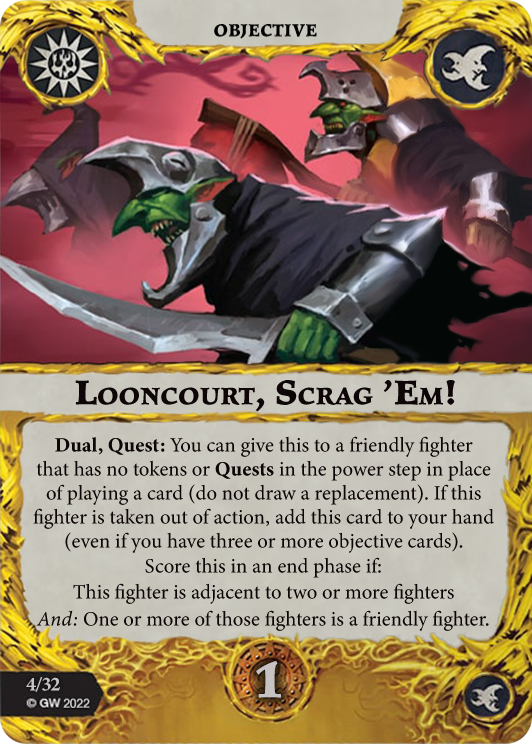 OBJECTIVE
LOONCOURT, SCRAG ’EM!
Dual, Quest: You can give this to a friendly fighter
that has no tokens or Quests in the power step in place
of playing a card (do not draw a replacement). If this
fighter is taken out of action, add this card to your hand
(even if you have three or more objective cards).
Score this in an end phase if:
This fighter is adjacent to two or more fighters
And: One or more of those fighters is a friendly fighter.
1
4/32
© GW 2022